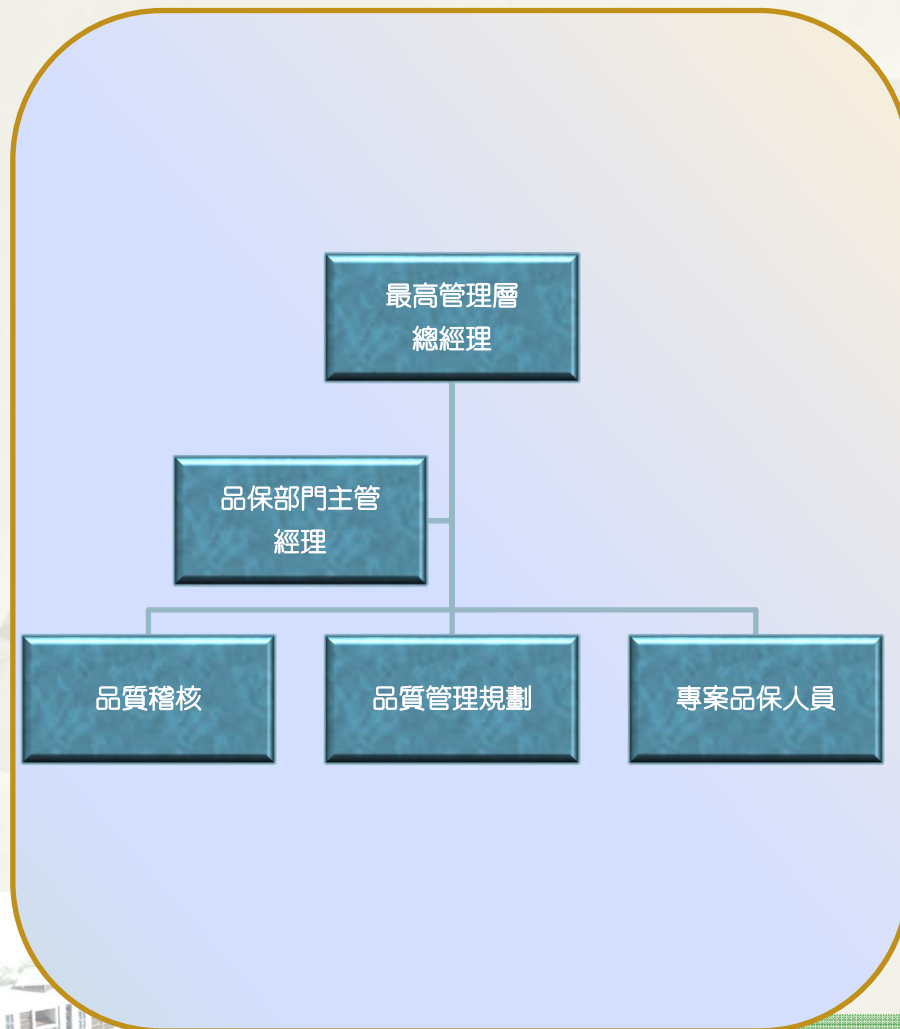 最高管理層
總經理
品保部門主管
經理
品質稽核
品質管理規劃
專案品保人員